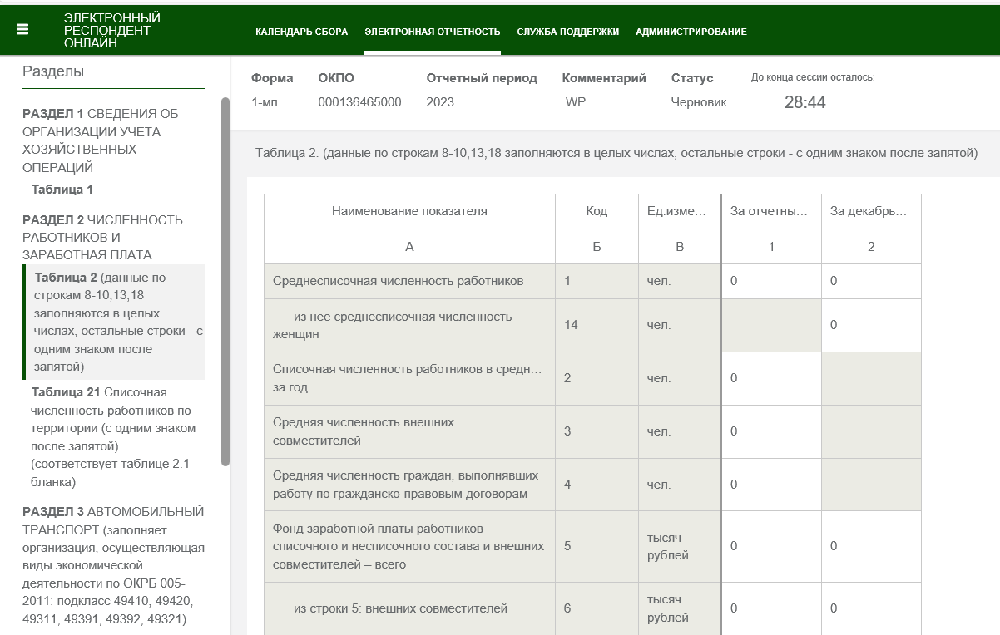 ЭЛЕКТРОННЫЙ
РЕСПОНДЕНТ
ОНЛАЙН
КАЛЕНДАРЬ СБОРА ЭЛЕКТРОННАЯ ОТЧЕТНОСТЬ СЛУЖБА ПОДДЕРЖКИ АДМИНИСТРИРОВАНИЕ
Разделы
РАЗДЕЛ 1 СВЕДЕНИЯ ОБ
ОРГАНИЗАЦИИ УЧЕТА
ХОЗЯЙСТВЕННЫХ
ОПЕРАЦИЙ
Таблица 1
РАЗДЕЛ 2 ЧИСЛЕННОСТЬ
РАБОТНИКОВ И
ЗАРАБОТНАЯ ПЛАТА
Таблица 2 (данные по
строкам 8-10,13,18
заполняются в целых
числах, остальные строки - с
одним знаком после
запятой)
Таблица 21 Списочная
численность работников по
территории (с одним знаком
после запятой)
(соответствует таблице 2.1
бланка)
РАЗДЕЛ 3 АВТОМОБИЛЬНЫЙ
ТРАНСПОРТ (заполняет
организация, осуществляющая
виды экономической
деятельности по ОКРБ 005-
2011: подкласс 49410, 49420,
49311, 49391, 49392, 49321)
Форма ОКПО Отчетный период Комментарий Статус До конца сессии осталось:
1-мп 000136465000 2023 .WP Черновик 28:44
Таблица 2. (данные по строкам 8-10,13,18 заполняются в целых числах, остальные строки - с одним знаком после запятой)
Наименование показателя Код Ед.изме... За отчетны... За декабрь...
А Б В 1 2
Среднесписочная численность работников 1 чел. 0 0
из нее среднесписочная численность
женщин 14 чел. 0
Списочная численность работников в средн...
за год 2 чел. 0
Средняя численность внешних
совместителей 3 чел. 0
Средняя численность граждан, выполнявших
работу по гражданско-правовым договорам 4 чел. 0
Фонд заработной платы работников
списочного и несписочного состава и внешних
совместителей – всего 5 тысяч
рублей 0 0
из строки 5: внешних совместителей 6 тысяч
рублей 0 0